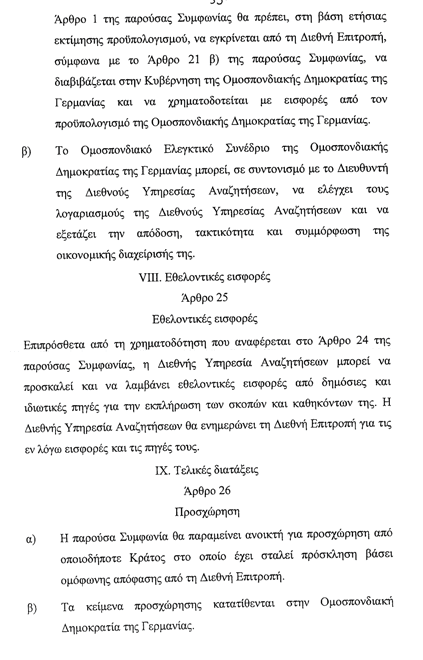 Άρθρο 1 της παρούσας Συμφωνίας θα πρέπει, στη βάση ετήσιας
εκτίμησης προϋπολογισμού, να εγκρίνεται από τη Διεθνή Επιτροπή,
σύμφωνα με το Άρθρο 21 β) της παρούσας Συμφωνίας, να
διαβιβάζεται στην Κυβέρνηση της Ομοσπονδιακής Δημοκρατίας της
Γερμανίας και να χρηματοδοτείται με εισφορές από τον
προϋπολογισμό της Ομοσπονδιακής Δημοκρατίας της Γερμανίας.
β) Το Ομοσπονδιακό Ελεγκτικό Συνέδριο της Ομοσπονδιακής
Δημοκρατίας της Γερμανίας μπορεί, σε συντονισμό με το Διευθυντή
της Διεθνούς Υπηρεσίας Αναζητήσεων, να ελέγχει τους
λογαριασμούς της Διεθνούς Υπηρεσίας Αναζητήσεων και να
εξετάζει την απόδοση, τακτικότητα και συμμόρφωση της
οικονομικής διαχείρισής της.
VIII. Εθελοντικές εισφορές
Άρθρο 25
Εθελοντικές εισφορές
Επιπρόσθετα από τη χρηματοδότηση που αναφέρεται στο Άρθρο 24 της
παρούσας Συμφωνίας, η Διεθνής Υπηρεσία Αναζητήσεων μπορεί να
προσκαλεί και να λαμβάνει εθελοντικές εισφορές από δημόσιες και
ιδιωτικές πηγές για την εκπλήρωση των σκοπών και καθηκόντων της. Η
Διεθνής Υπηρεσία Αναζητήσεων θα ενημερώνει τη Διεθνή Επιτροπή για τις
εν λόγω εισφορές και τις πηγές τους.
IX. Τελικές διατάξεις
Άρθρο 26
Προσχώρηση
α) Η παρούσα Συμφωνία θα παραμείνει ανοικτή για προσχώρηση από
οποιοδήποτε Κράτος στο οποίο έχει σταλεί πρόσκληση βάσει
ομόφωνης απόφασης από τη Διεθνή Επιτροπή.
β) Τα κείμενα προσχώρησης κατατίθενται στην Ομοσπονδιακή
Δημοκρατία της Γερμανίας.